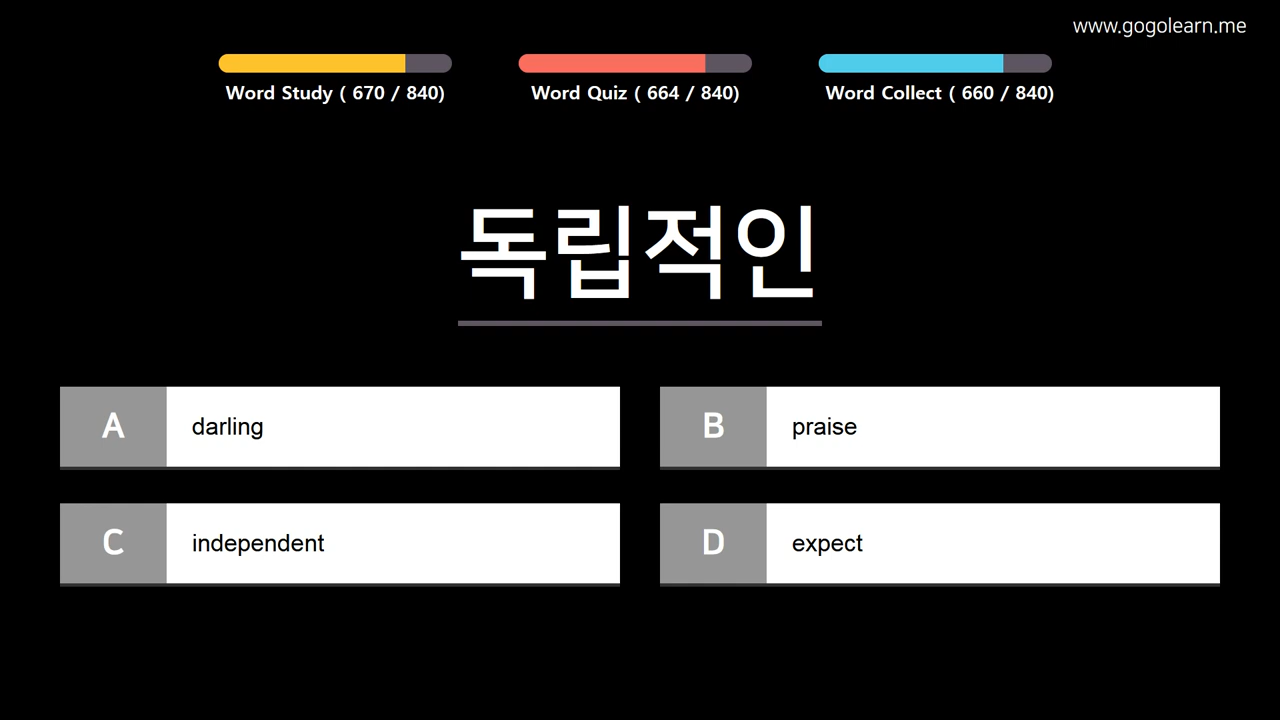 www.gogolearn.me
Word Study ( 670 / 840)
Word Quiz ( 664 / 840)
Word Collect ( 660 / 840)
독립적인
A darling
B praise
C independent
D expect